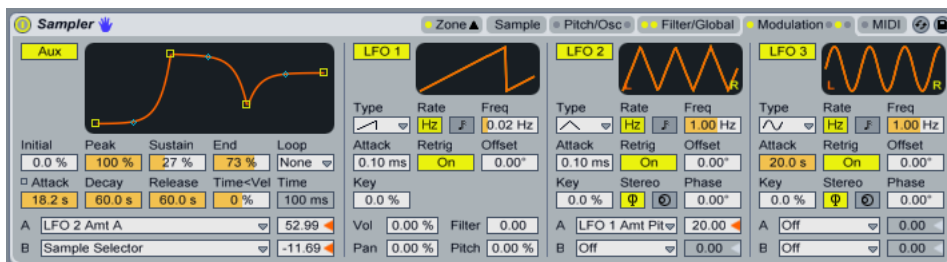 Sampler Zone Sample Pitch/Osc Filter/Global Modulation MIDI
Aux LFO 1 LFO 2 LFO 3
L R L R
Type Rate Freq Type Rate Freq Type Rate Freq
Hz 0.02 Hz Hz 1.00 Hz Hz 1.00 Hz
Initial Peak Sustain End Loop Attack Retrig Offset Attack Retrig Offset Attack Retrig Offset
0.0 % 100 % 27 % 73 % None 0.10 ms On 0.00° 0.10 ms On 0.00° 20.0 s On 0.00°
Attack Decay Release Time<Vel Time Key Key Stereo Phase Key Stereo Phase
18.2 s 60.0 s 60.0 s 0 % 100 ms 0.0 % 0.0 % Φ 0.00° 0.0 % Φ 0.00°
A LFO 2 Amt A 52.99 Vol 0.00 % Filter 0.00 A LFO 1 Amt Pit 20.00 A Off 0.00
B Sample Selector -11.69 Pan 0.00 % Pitch 0.00 % B Off 0.00 B Off 0.00